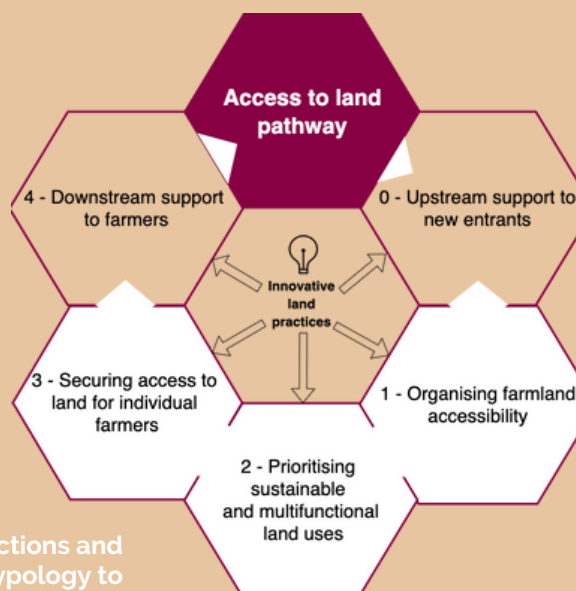 Access to land
pathway
4 - Downstream support
to farmers
0 - Upstream support to
new entrants
Innovative
land
practices
3 - Securing access to
land for individual
farmers
1 - Organising farmland
accessibility
2 - Prioritising
sustainable
and multifunctional
land uses
ctions and
ypology to